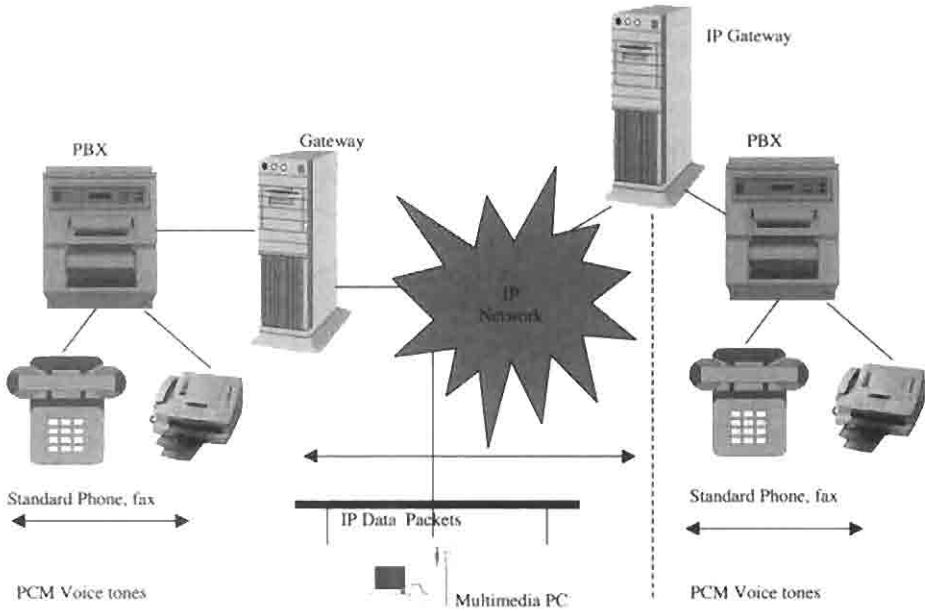 IP Gateway
PBX
Gateway
PBX
IP
Network
Standard Phone, fax
Standard Phone, fax
IP Data Packets
PCM Voice tones
Multimedia PC
PCM Voice tones